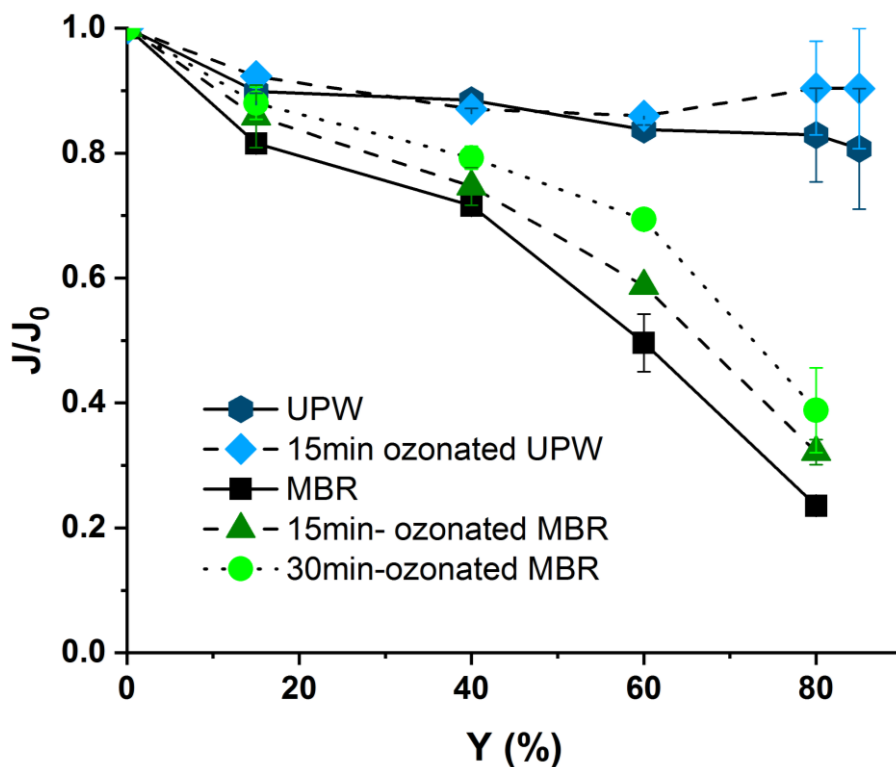 1.0
0.8
0.6
0.4
0.2
0.0
J/J₀
UPW
15min ozonated UPW
MBR
15min- ozonated MBR
30min-ozonated MBR
0 20 40 60 80
Y (%)